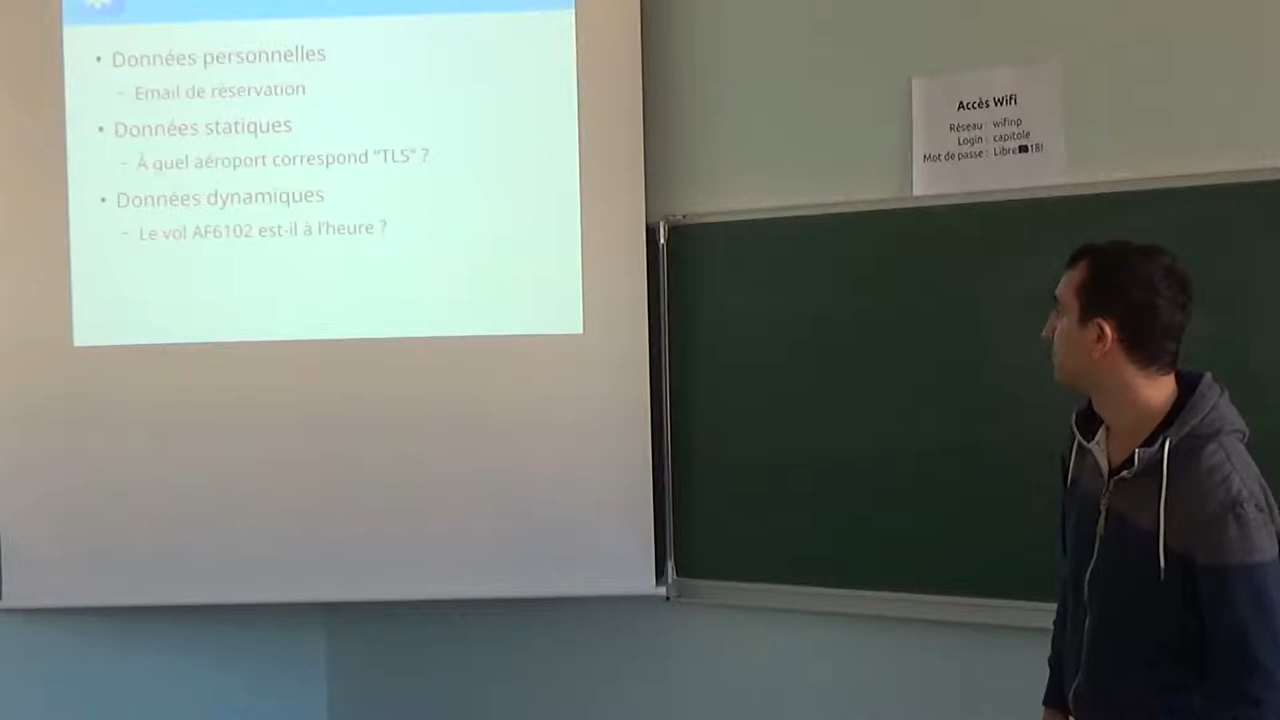 • Données personnelles
– Email de réservation
• Données statiques
– À quel aéroport correspond "TLS" ?
• Données dynamiques
– Le vol AF6102 est-il à l'heure ?
Accès Wifi
Réseau : wifinp
Login : capitole
Mot de passe : Libre 18!